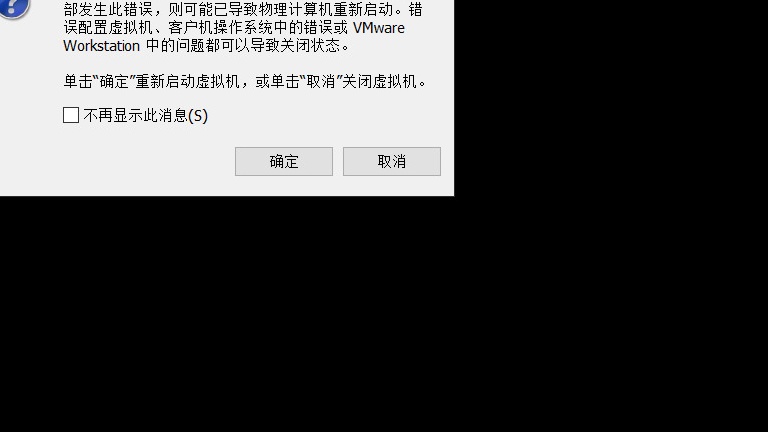 部发生此错误，则可能已导致物理计算机重新启动。错
误配置虚拟机、客户机操作系统中的错误或 VMware
Workstation 中的问题都可以导致关闭状态。
单击“确定”重新启动虚拟机，或单击“取消”关闭虚拟机。
不再显示此消息(S)
确定
取消